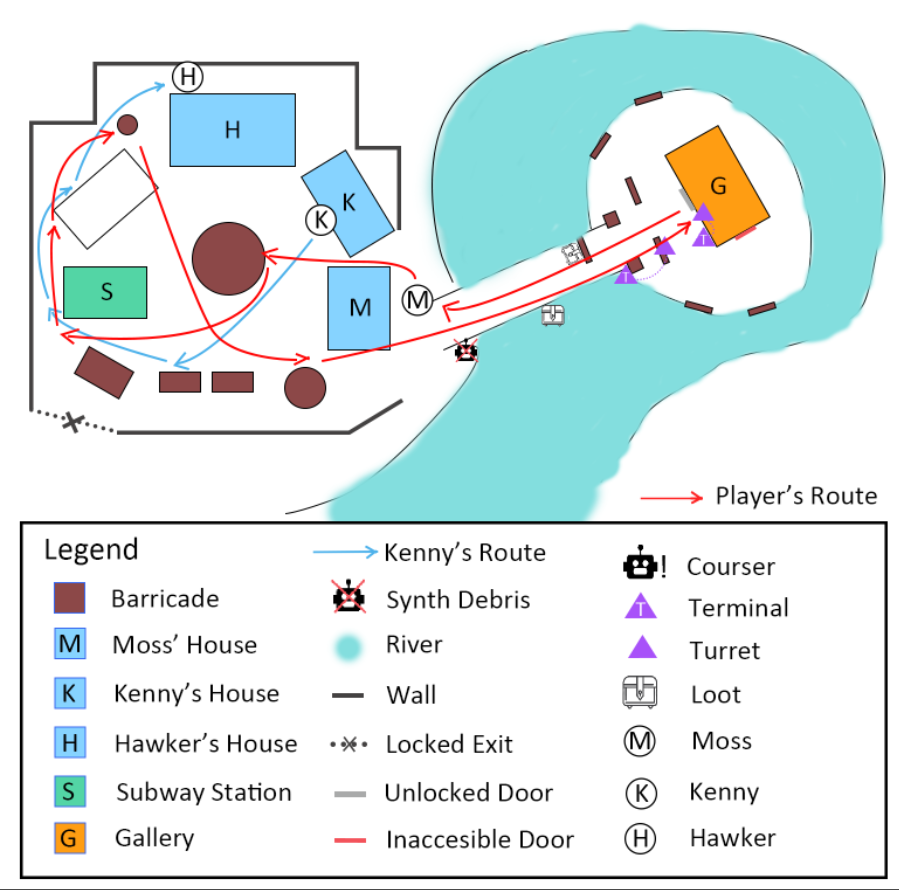 H
H
K
K
G
S
M
M
T
T
Player's Route
Legend
Kenny's Route
Courser
Barricade
Synth Debris
T
Terminal
M
Moss' House
River
Turret
K
Kenny's House
Wall
Loot
H
Hawker's House
Locked Exit
M
Moss
S
Subway Station
Unlocked Door
K
Kenny
G
Gallery
Inaccesible Door
H
Hawker